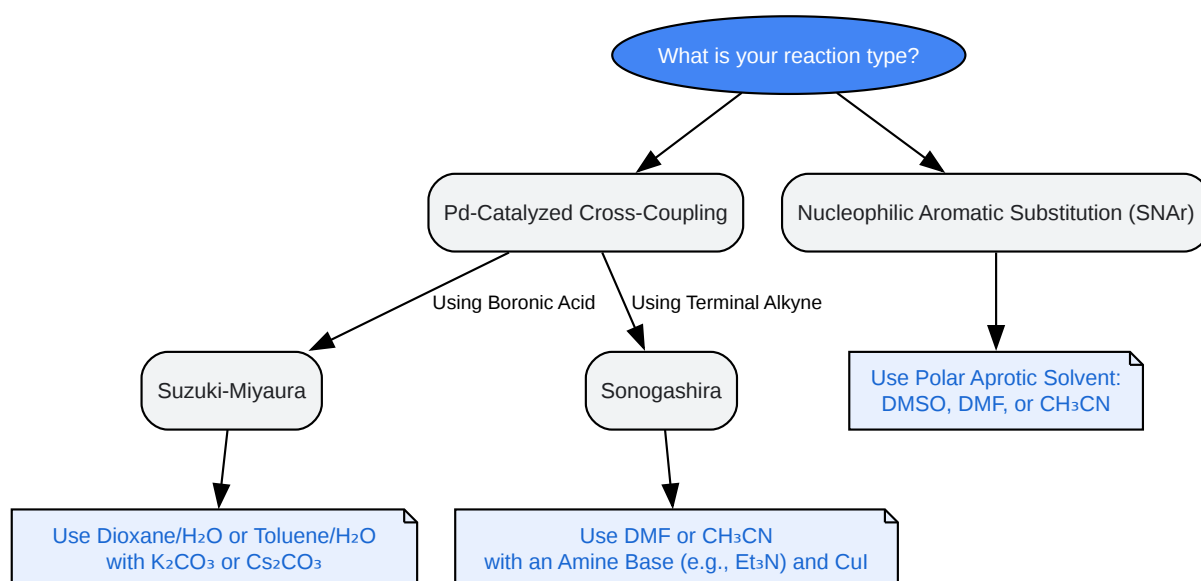 What is your reaction type?
Pd-Catalyzed Cross-Coupling
Nucleophilic Aromatic Substitution (SNAr)
Using Boronic Acid
Using Terminal Alkyne
Suzuki-Miyaura
Sonogashira
Use Polar Aprotic Solvent:
DMSO, DMF, or CH₃CN
Use Dioxane/H₂O or Toluene/H₂O
with K₂CO₃ or Cs₂CO₃
Use DMF or CH₃CN
with an Amine Base (e.g., Et₃N) and CuI